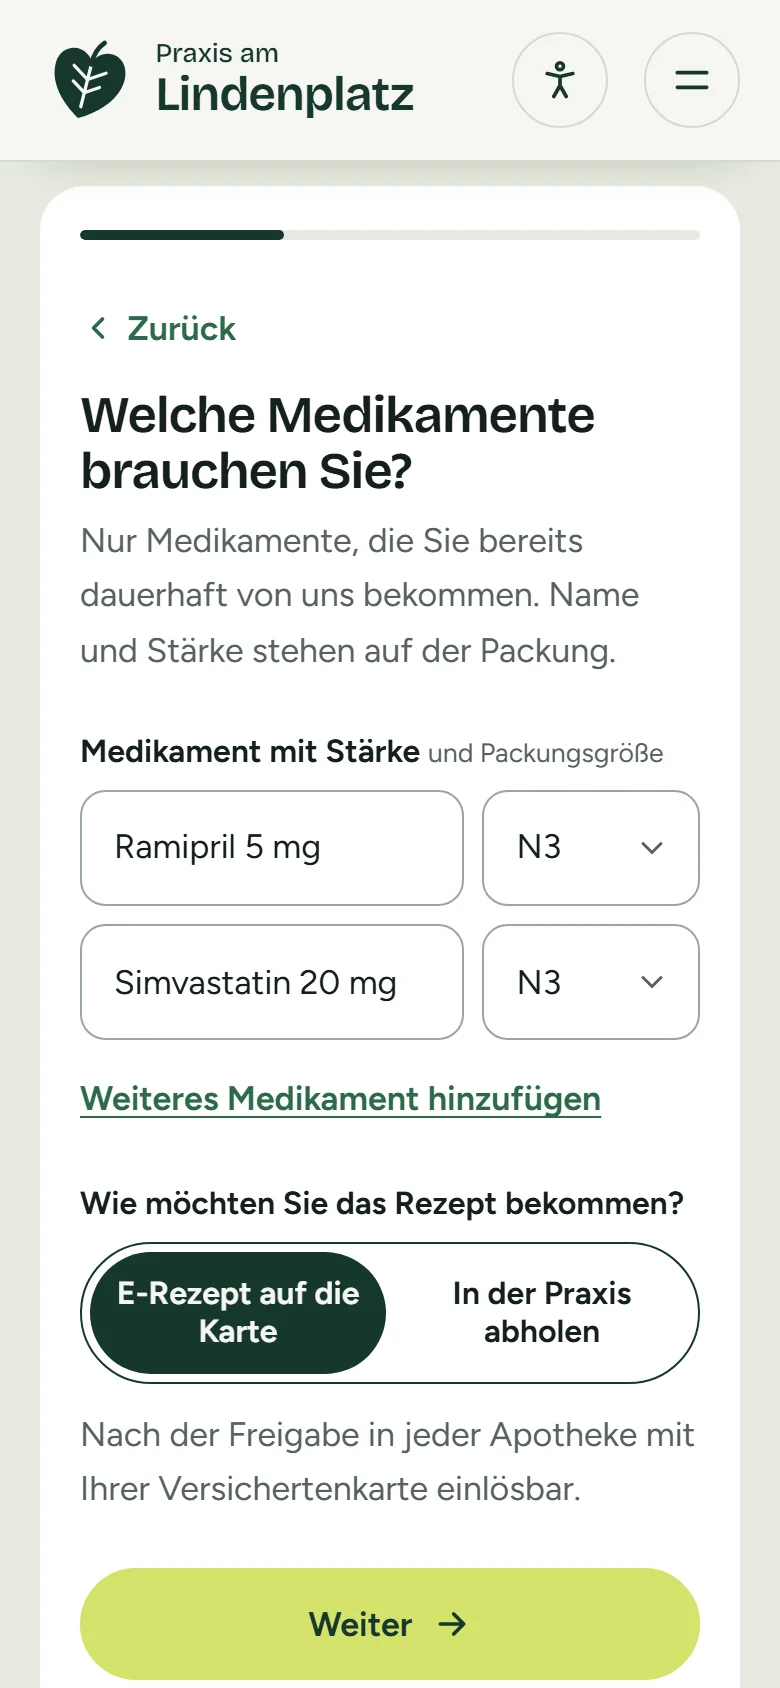 Praxis am
Lindenplatz
Zurück
Welche Medikamente
brauchen Sie?
Nur Medikamente, die Sie bereits
dauerhaft von uns bekommen. Name
und Stärke stehen auf der Packung.
Medikament mit Stärke und Packungsgröße
Ramipril 5 mg N3
Simvastatin 20 mg N3
Weiteres Medikament hinzufügen
Wie möchten Sie das Rezept bekommen?
E-Rezept auf die
Karte
In der Praxis
abholen
Nach der Freigabe in jeder Apotheke mit
Ihrer Versichertenkarte einlösbar.
Weiter